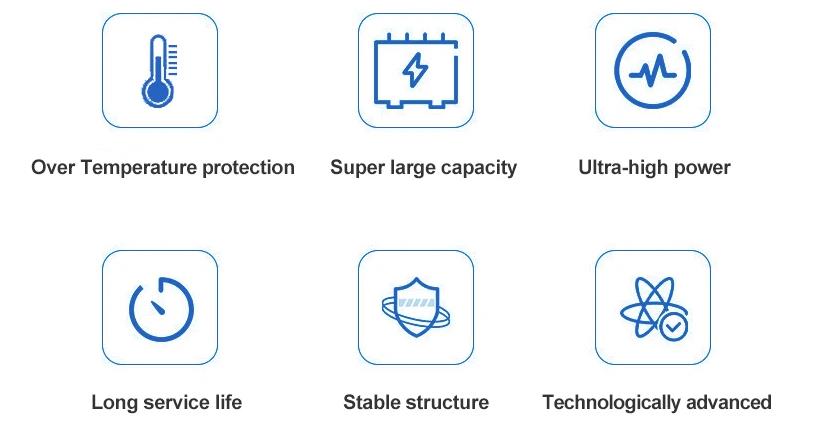 Over Temperature protection
Super large capacity
Ultra-high power
Long service life
Stable structure
Technologically advanced